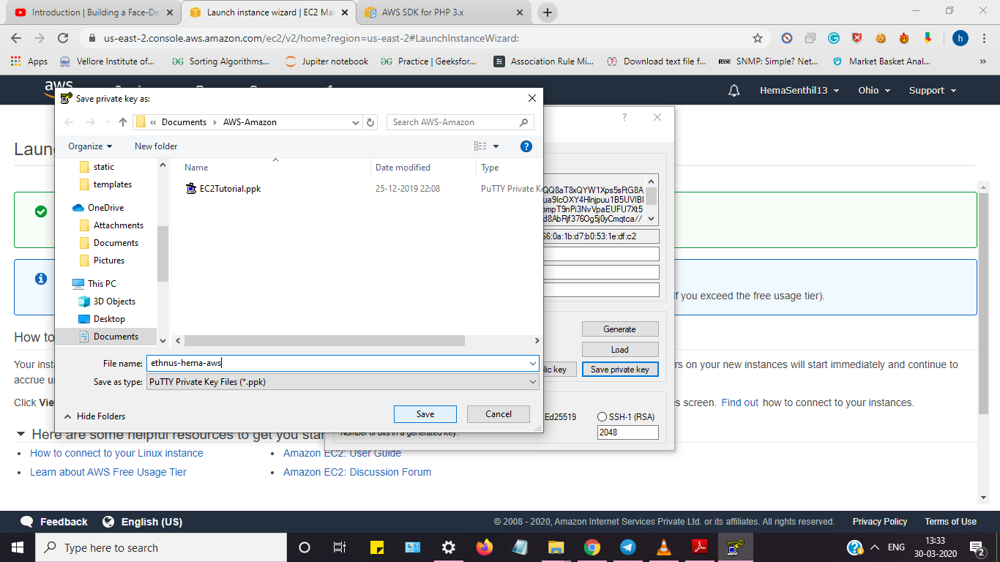 Introduction | Building a Face-De
Launch instance wizard | EC2 Mar
AWS SDK for PHP 3.x
us-east-2.console.aws.amazon.com/ec2/v2/home?region=us-east-2#LaunchInstanceWizard:
h
Apps
Vellore Institute of...
Sorting Algorithms...
Jupiter notebook
Practice | Geeksfor...
Association Rule Mi...
Download text file f...
SNMP: Simple? Net...
Market Basket Anal...
aws
HemaSenthil13
Ohio
Support
Save private key as:
Documents
AWS-Amazon
Search AWS-Amazon
Organize
New folder
static
templates
OneDrive
Attachments
Documents
Pictures
This PC
3D Objects
Desktop
Documents
Name
Date modified
Type
EC2Tutorial.ppk
25-12-2019 22:08
PuTTY Private Ke
File name:
ethnus-hema-aws
Save as type:
PuTTY Private Key Files (*.ppk)
Hide Folders
Save
Cancel
66:0a:1b:d7:b0:53:1e:df:c2
Generate
Load
lic key
Save private key
Ed25519
SSH-1 (RSA)
Number of bits in a generated key:
2048
Laun
if you exceed the free usage tier).
How to
Your insta
rs on your new instances will start immediately and continue to
accrue u
Click Vie
s screen. Find out how to connect to your instances.
Here are some helpful resources to get you sta
How to connect to your Linux instance
Amazon EC2: User Guide
Learn about AWS Free Usage Tier
Amazon EC2: Discussion Forum
Feedback
English (US)
© 2008 - 2020, Amazon Internet Services Private Ltd. or its affiliates. All rights reserved.
Privacy Policy
Terms of Use
Type here to search
ENG
13:33
30-03-2020
2